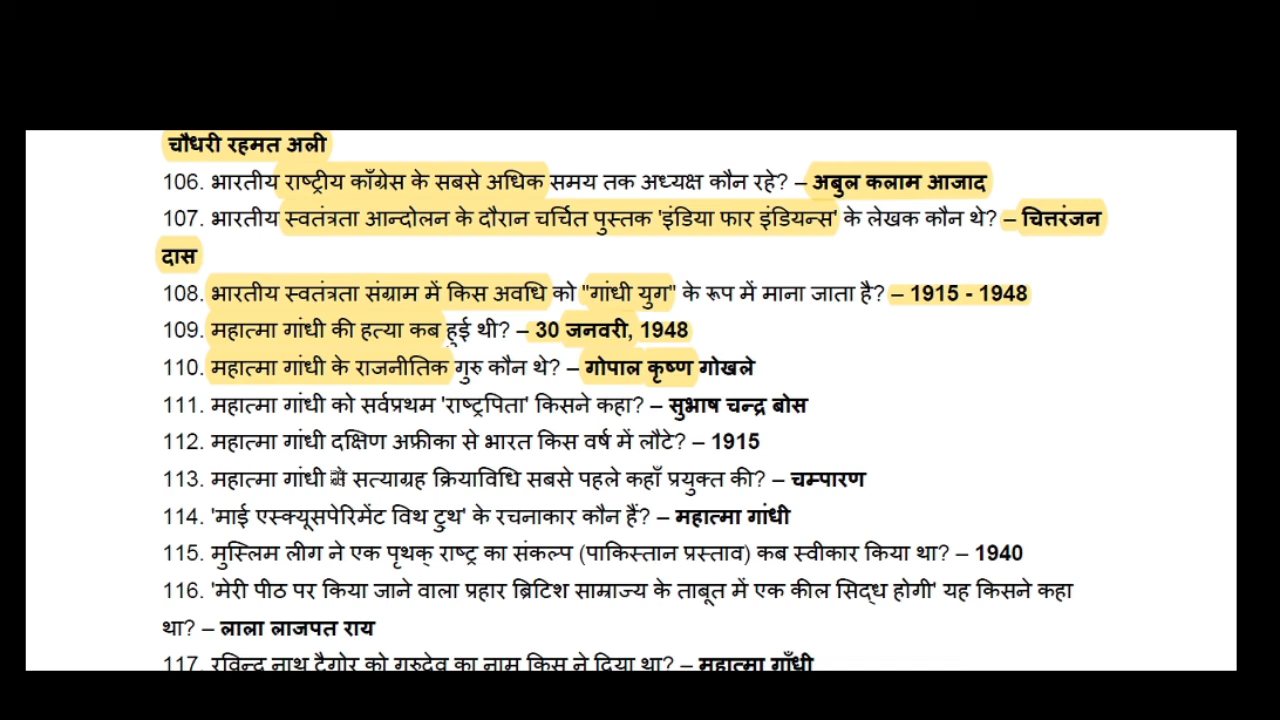 चौधरी रहमत अली
106. भारतीय राष्ट्रीय काँग्रेस के सबसे अधिक समय तक अध्यक्ष कौन रहे? – अबुल कलाम आजाद
107. भारतीय स्वतंत्रता आन्दोलन के दौरान चर्चित पुस्तक 'इंडिया फार इंडियन्स' के लेखक कौन थे? – चित्तरंजन
दास
108. भारतीय स्वतंत्रता संग्राम में किस अवधि को "गांधी युग" के रूप में माना जाता है? – 1915 - 1948
109. महात्मा गांधी की हत्या कब हुई थी? – 30 जनवरी, 1948
110. महात्मा गांधी के राजनीतिक गुरु कौन थे? – गोपाल कृष्ण गोखले
111. महात्मा गांधी को सर्वप्रथम 'राष्ट्रपिता' किसने कहा? – सुभाष चन्द्र बोस
112. महात्मा गांधी दक्षिण अफ्रीका से भारत किस वर्ष में लौटे? – 1915
113. महात्मा गांधी सत्याग्रह क्रियाविधि सबसे पहले कहाँ प्रयुक्त की? – चम्पारण
114. 'माई एस्क्यूसपेरिमेंट विथ ट्रुथ' के रचनाकार कौन हैं? – महात्मा गांधी
115. मुस्लिम लीग ने एक पृथक् राष्ट्र का संकल्प (पाकिस्तान प्रस्ताव) कब स्वीकार किया था? – 1940
116. 'मेरी पीठ पर किया जाने वाला प्रहार ब्रिटिश साम्राज्य के ताबूत में एक कील सिद्ध होगी' यह किसने कहा
था? – लाला लाजपत राय
117. रविन्द्र नाथ टैगोर को गुरुदेव का नाम किस ने दिया था? – महात्मा गाँधी